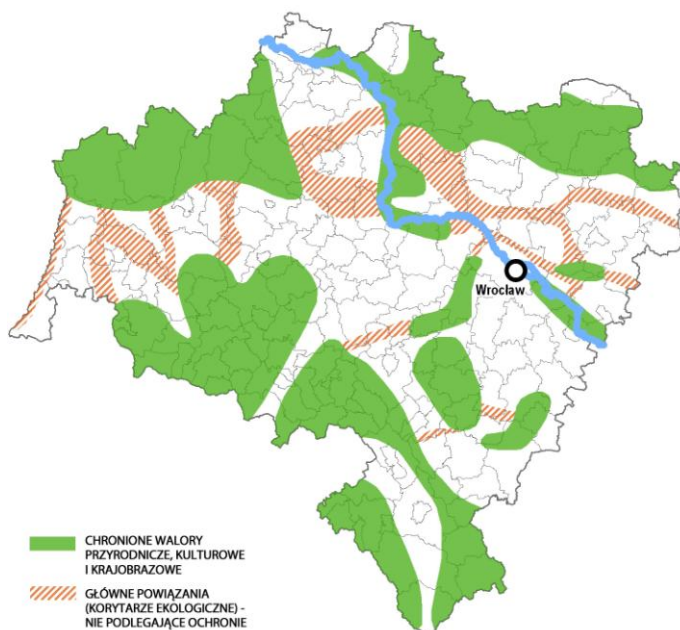 Wrocław
CHRONIONE WALORY
PRZYRODNICZE, KULTUROWE
I KRAJOBRAZOWE
GŁÓWNE POWIĄZANIA
(KORYTARZE EKOLOGICZNE) -
NIE PODLEGAJĄCE OCHRONIE